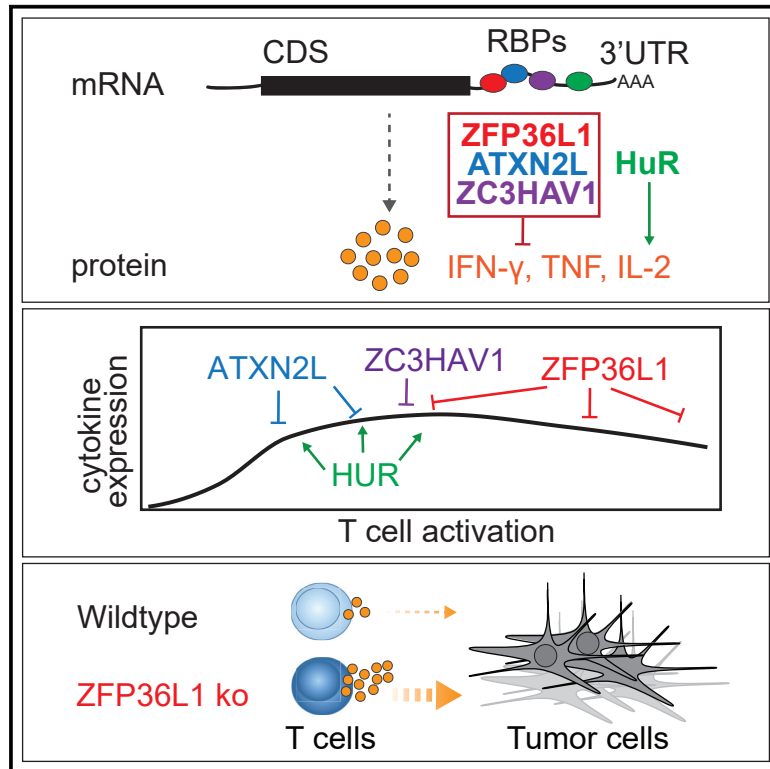 CDS
RBPs
3'UTR
mRNA
AAA
ZFP36L1
ATXN2L
ZC3HAV1
HuR
protein
IFN-γ, TNF, IL-2
cytokine
expression
ATXN2L
ZC3HAV1
ZFP36L1
HUR
T cell activation
Wildtype
ZFP36L1 ko
T cells
Tumor cells